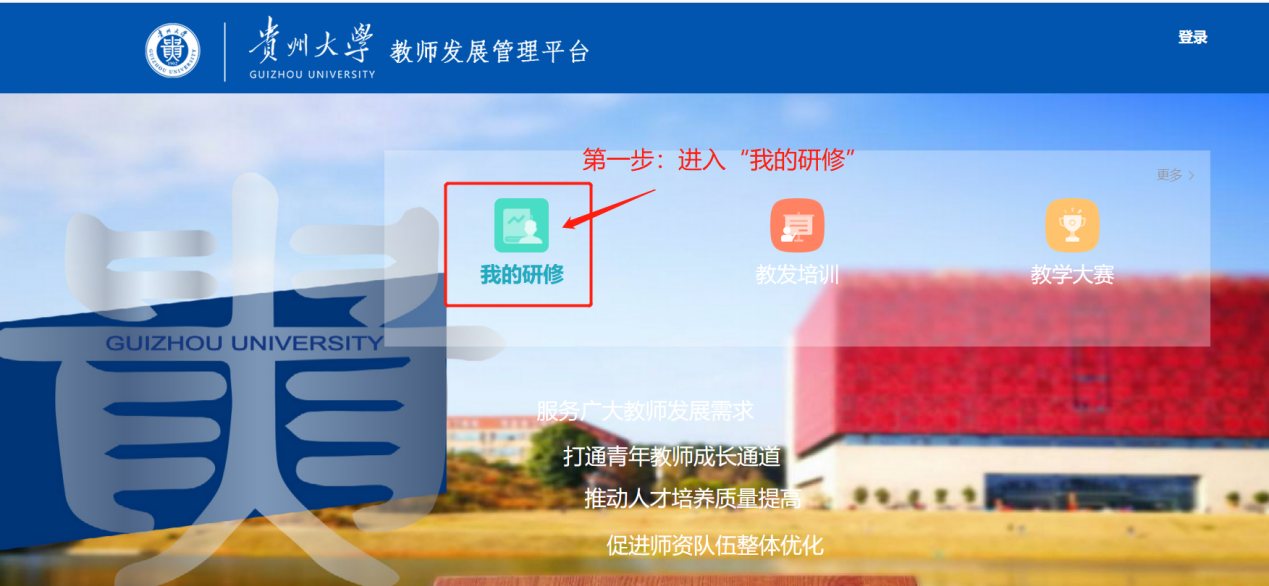 貴州大學 教师发展管理平台
GUIZHOU UNIVERSITY
登录
第一步：进入“我的研修”
更多
我的研修
教发培训
教学大赛
貴
GUIZHOU UNIVERSITY
服务广大教师发展需求
打通青年教师成长通道
推动人才培养质量提高
促进师资队伍整体优化